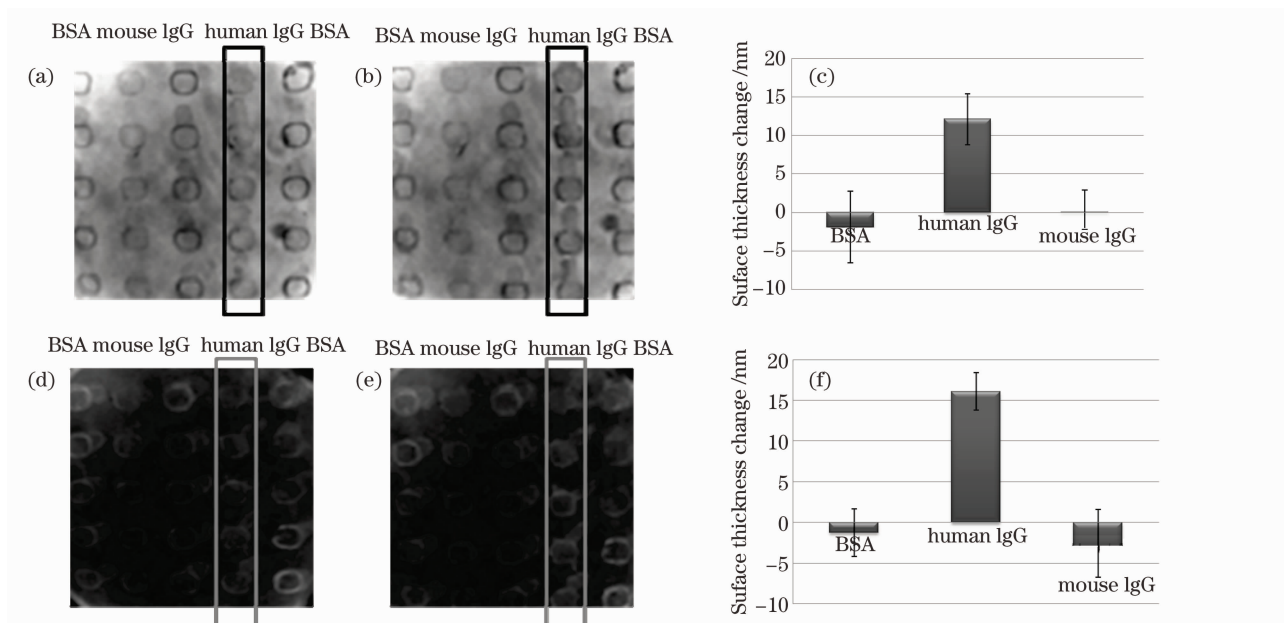 BSA mouse lgG human lgG BSA
(a)
BSA mouse lgG human lgG BSA
(b)
Suface thickness change /nm
20
15
10
5
0
−5
−10
(c)
BSA
human lgG
mouse lgG
BSA mouse lgG human lgG BSA
(d)
BSA mouse lgG human lgG BSA
(e)
Suface thickness change /nm
20
15
10
5
0
−5
−10
(f)
BSA
human lgG
mouse lgG